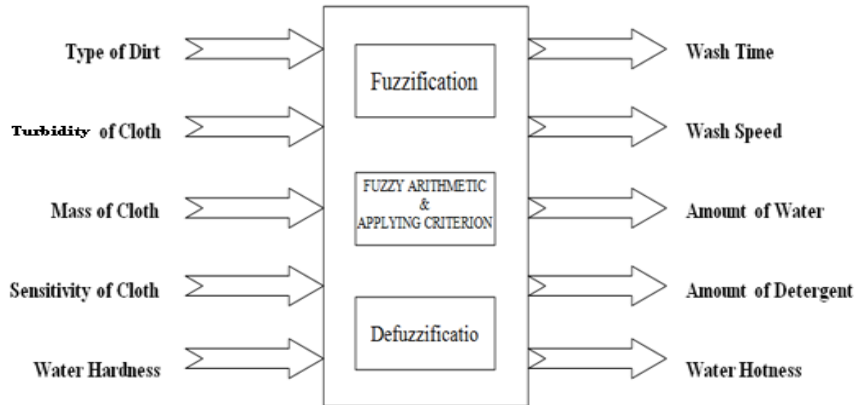 Type of Dirt
Turbidity of Cloth
Mass of Cloth
Sensitivity of Cloth
Water Hardness
Fuzzification
FUZZY ARITHMETIC
&
APPLYING CRITERION
Defuzzificatio
Wash Time
Wash Speed
Amount of Water
Amount of Detergent
Water Hotness